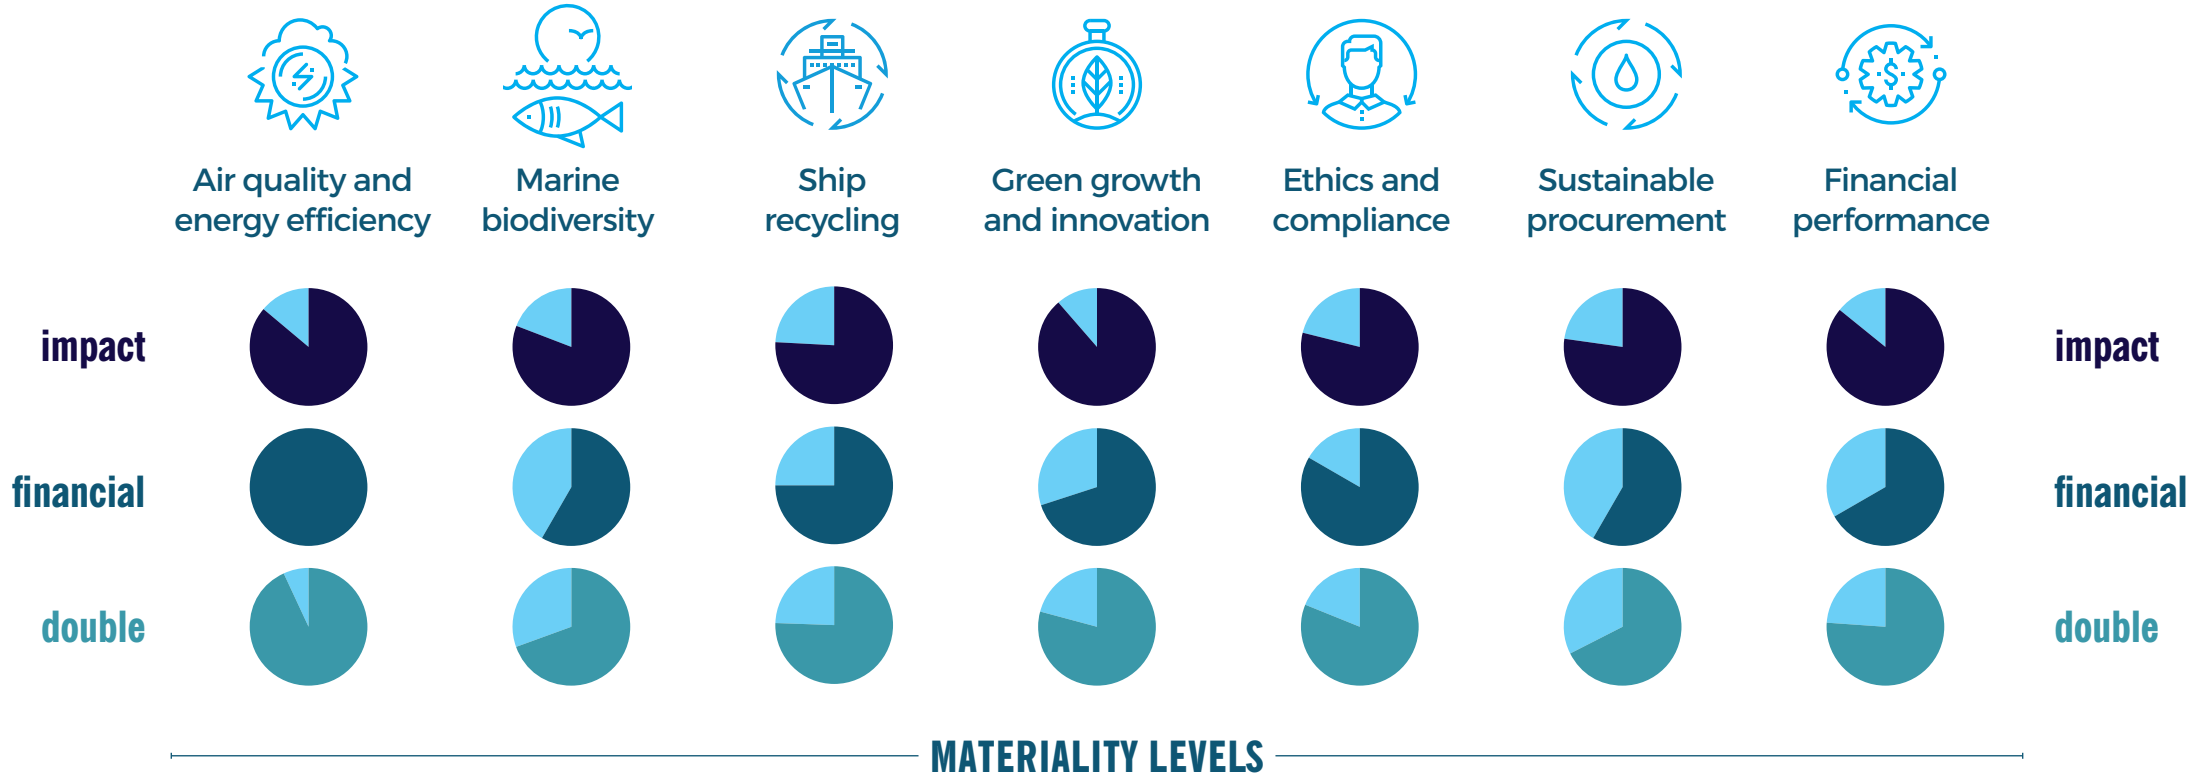 Air quality and
energy efficiency
Marine
biodiversity
Ship
recycling
Green growth
and innovation
Ethics and
compliance
Sustainable
procurement
Financial
performance
impact
impact
financial
financial
double
double
MATERIALITY LEVELS